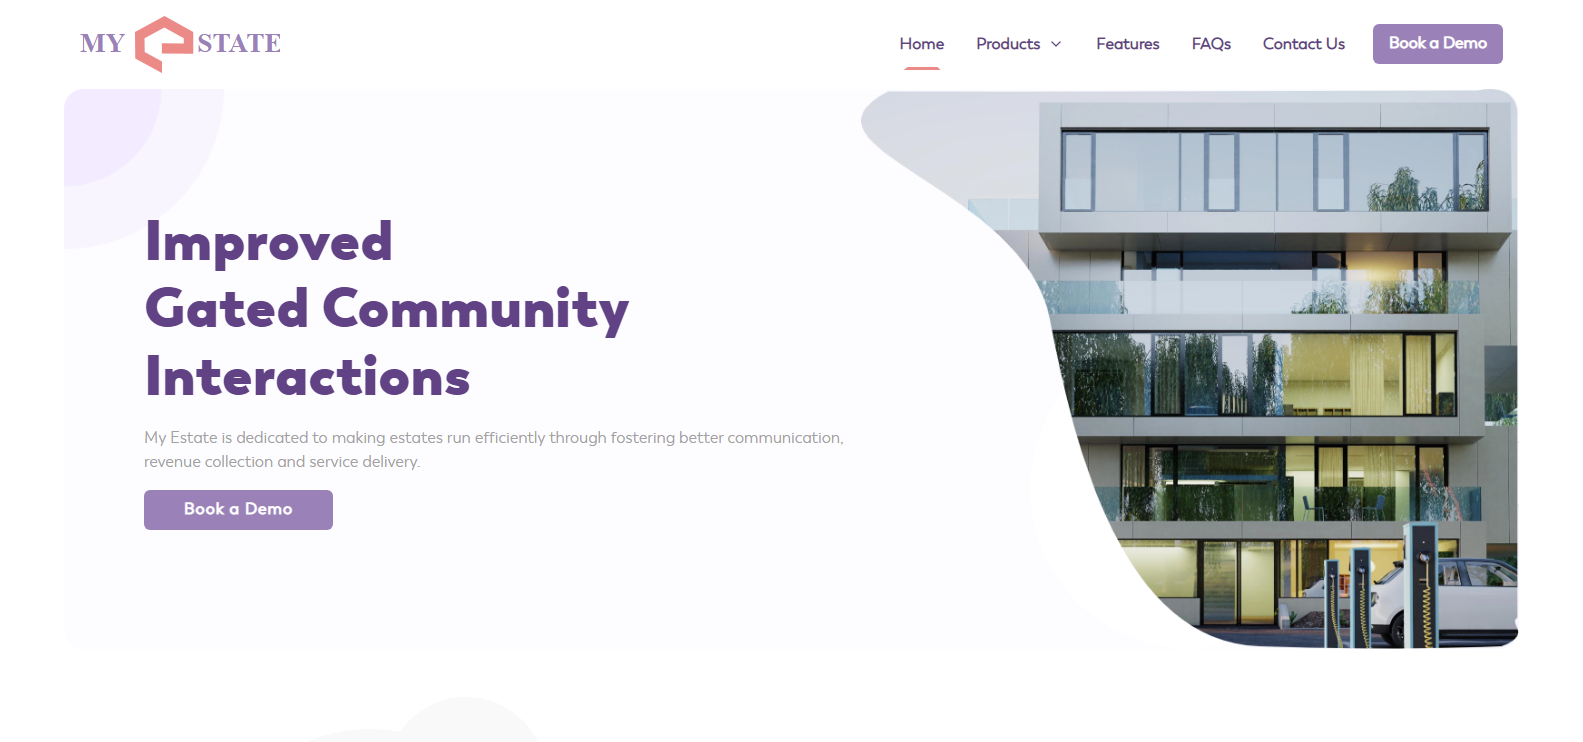 MY ESTATE
Home Products Features FAQs Contact Us Book a Demo
Improved
Gated Community
Interactions
My Estate is dedicated to making estates run efficiently through fostering better communication,
revenue collection and service delivery.
Book a Demo